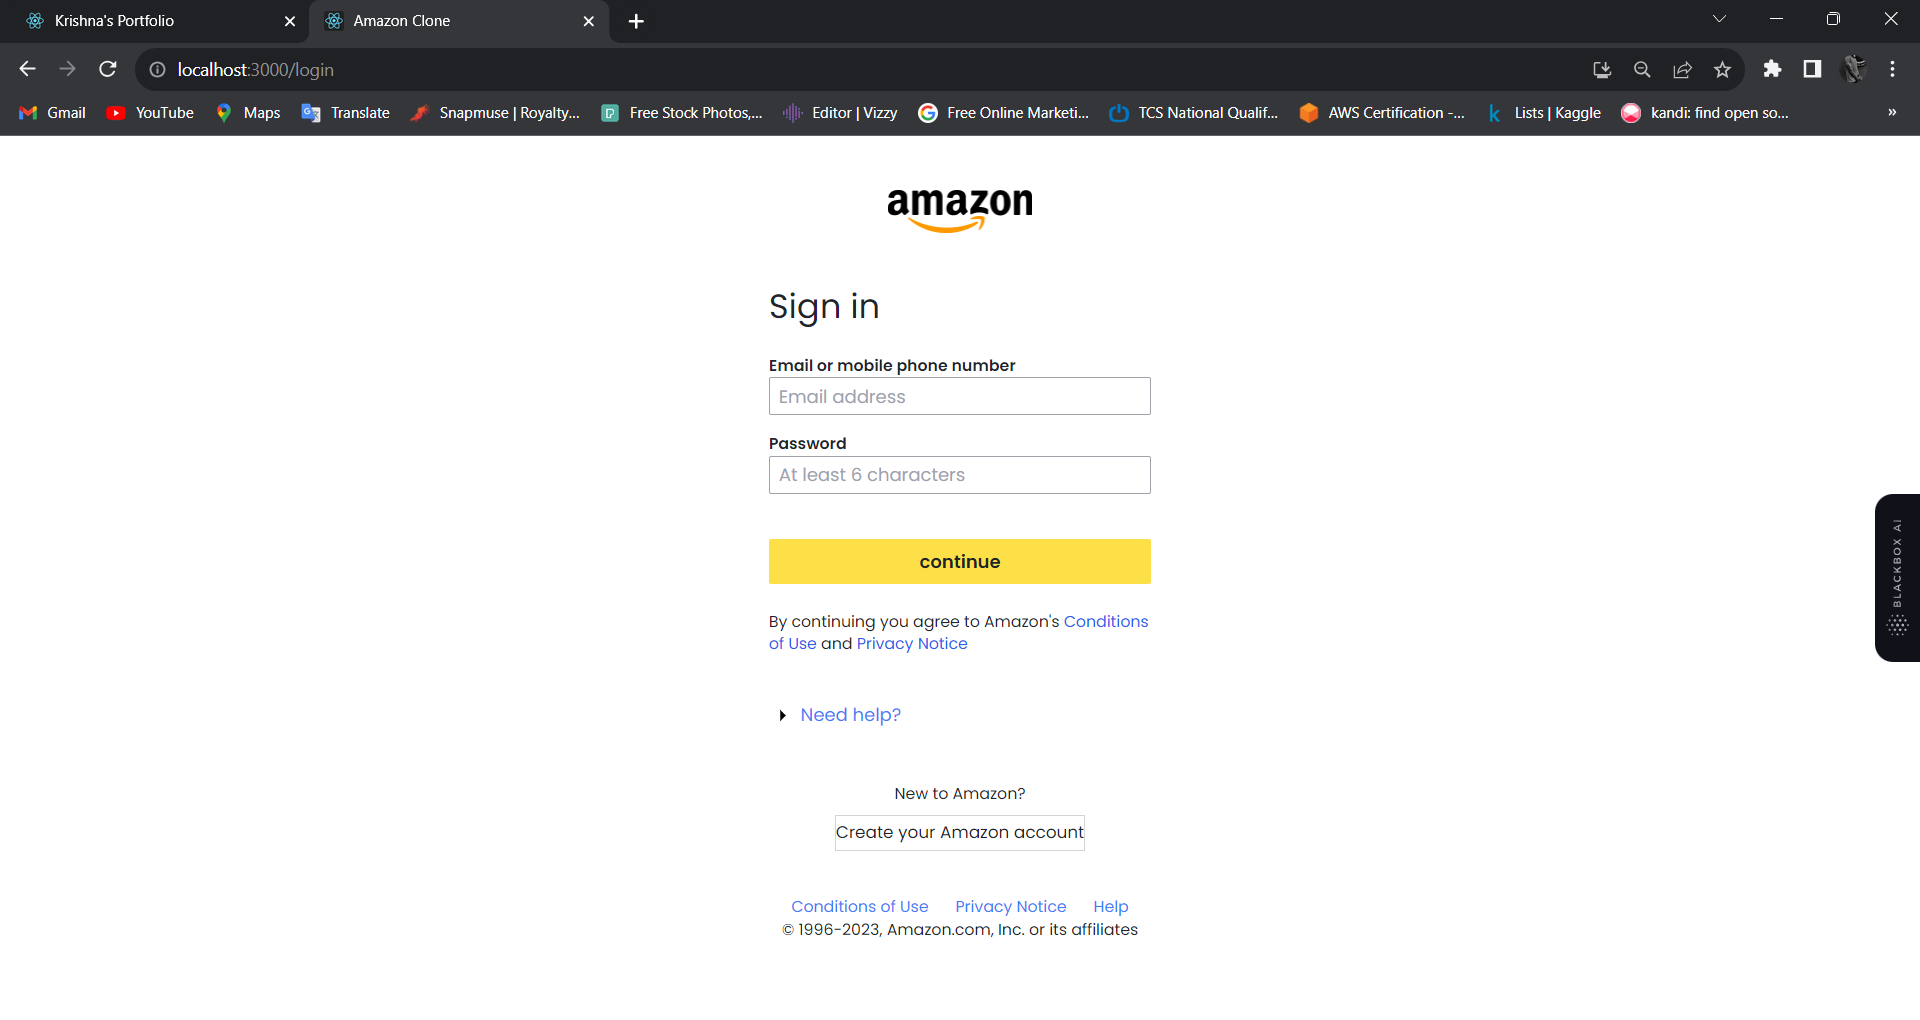 Krishna's Portfolio
Amazon Clone
localhost:3000/login
Gmail
YouTube
Maps
Translate
Snapmuse | Royalty...
Free Stock Photos,...
Editor | Vizzy
Free Online Marketi...
TCS National Qualif...
AWS Certification -...
Lists | Kaggle
kandi: find open so...
amazon
Sign in
Email or mobile phone number
Email address
Password
At least 6 characters
continue
By continuing you agree to Amazon's Conditions
of Use and Privacy Notice
Need help?
New to Amazon?
Create your Amazon account
Conditions of Use Privacy Notice Help
© 1996-2023, Amazon.com, Inc. or its affiliates
BLACKBOX AI